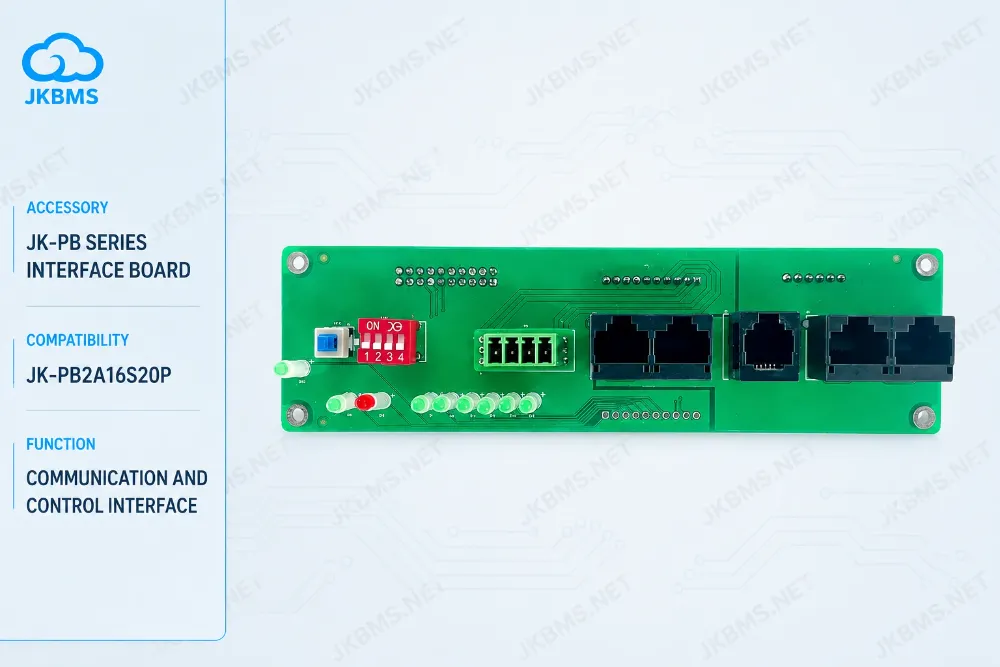 JKBMS
ACCESSORY
JK-PB SERIES
INTERFACE BOARD
COMPATIBILITY
JK-PB2A16S20P
FUNCTION
COMMUNICATION AND
CONTROL INTERFACE
ON
1 2 3 4
JKBMS.NET